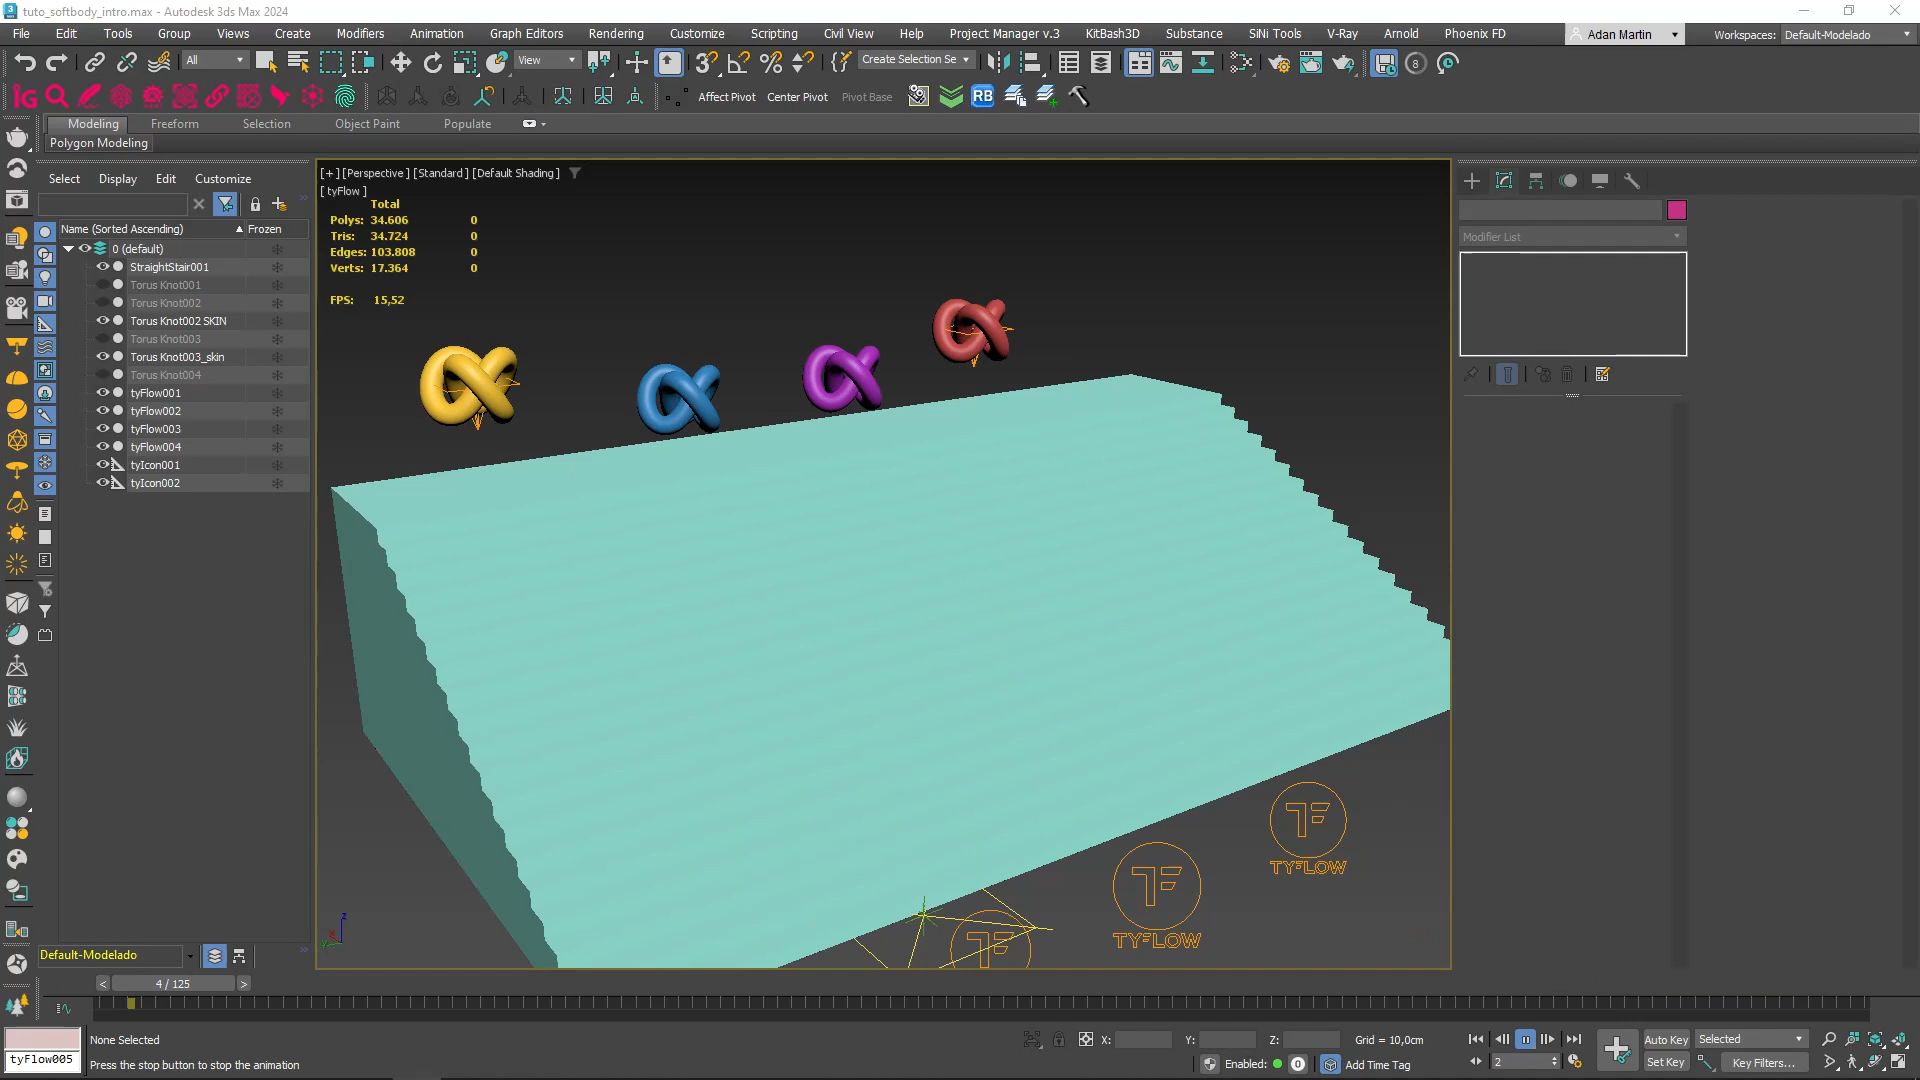 tuto_softbody_intro.max - Autodesk 3ds Max 2024
File Edit Tools Group Views Create Modifiers Animation Graph Editors Rendering Customize Scripting Civil View Help Project Manager v.3 KitBash3D Substance SiNi Tools V-Ray Arnold Phoenix FD Adan Martin Workspaces: Default-Modelado
All View Create Selection Se
Affect Pivot Center Pivot Pivot Base RB
Modeling Freeform Selection Object Paint Populate
Polygon Modeling
Select Display Edit Customize
Name (Sorted Ascending) Frozen
0 (default)
StraightStair001
Torus Knot001
Torus Knot002
Torus Knot002 SKIN
Torus Knot003
Torus Knot003_skin
Torus Knot004
tyFlow001
tyFlow002
tyFlow003
tyFlow004
tyIcon001
tyIcon002
[+] [Perspective ] [Standard ] [Default Shading ]
[ tyFlow ]
Total
Polys: 34.606 0
Tris: 34.724 0
Edges: 103.808 0
Verts: 17.364 0
FPS: 15,52
TYFLOW
TYFLOW
z
x
y
Modifier List
Default-Modelado
< 4 / 125 >
None Selected X: Y: Z: Grid = 10,0cm Auto Key Selected
tyFlow005 Press the stop button to stop the animation Enabled: 0 Add Time Tag 2 Set Key Key Filters...